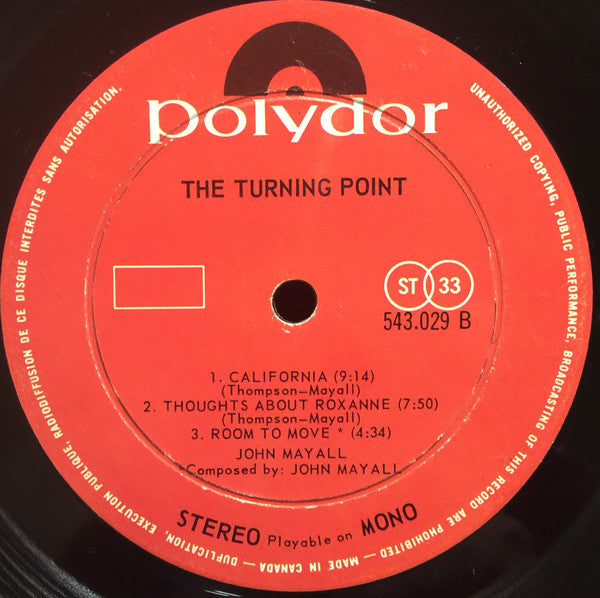 polydor
THE TURNING POINT
ST 33
543.029 B
1. CALIFORNIA (9:14)
(Thompson–Mayall)
2. THOUGHTS ABOUT ROXANNE (7:50)
(Thompson–Mayall)
3. ROOM TO MOVE * (4:34)
JOHN MAYALL
*Composed by: JOHN MAYALL
STEREO Playable on MONO
UNAUTHORIZED COPYING, PUBLIC PERFORMANCE, BROADCASTING OF THIS RECORD ARE PROHIBITED — MADE IN CANADA — DUPLICATION, EXECUTION PUBLIQUE, RADIODIFFUSION DE CE DISQUE INTERDITES SANS AUTORISATION.